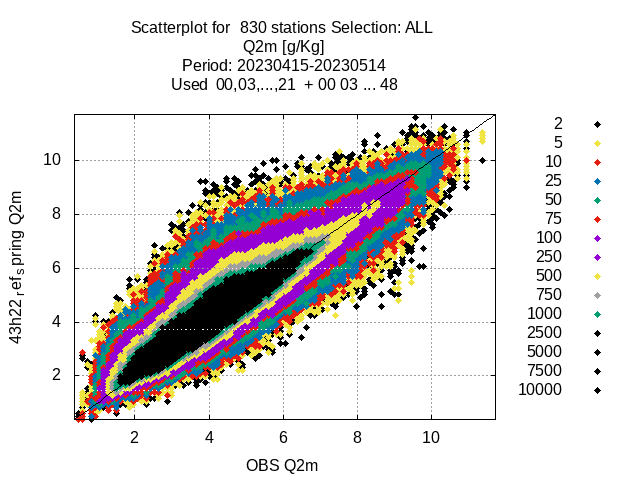 Scatterplot for 830 stations Selection: ALL
Q2m [g/Kg]
Period: 20230415-20230514
Used 00,03,...,21 + 00 03 ... 48
43h22_ref_spring Q2m
10
8
6
4
2
2 4 6 8 10
OBS Q2m
2
5
10
25
50
75
100
250
500
750
1000
2500
5000
7500
10000